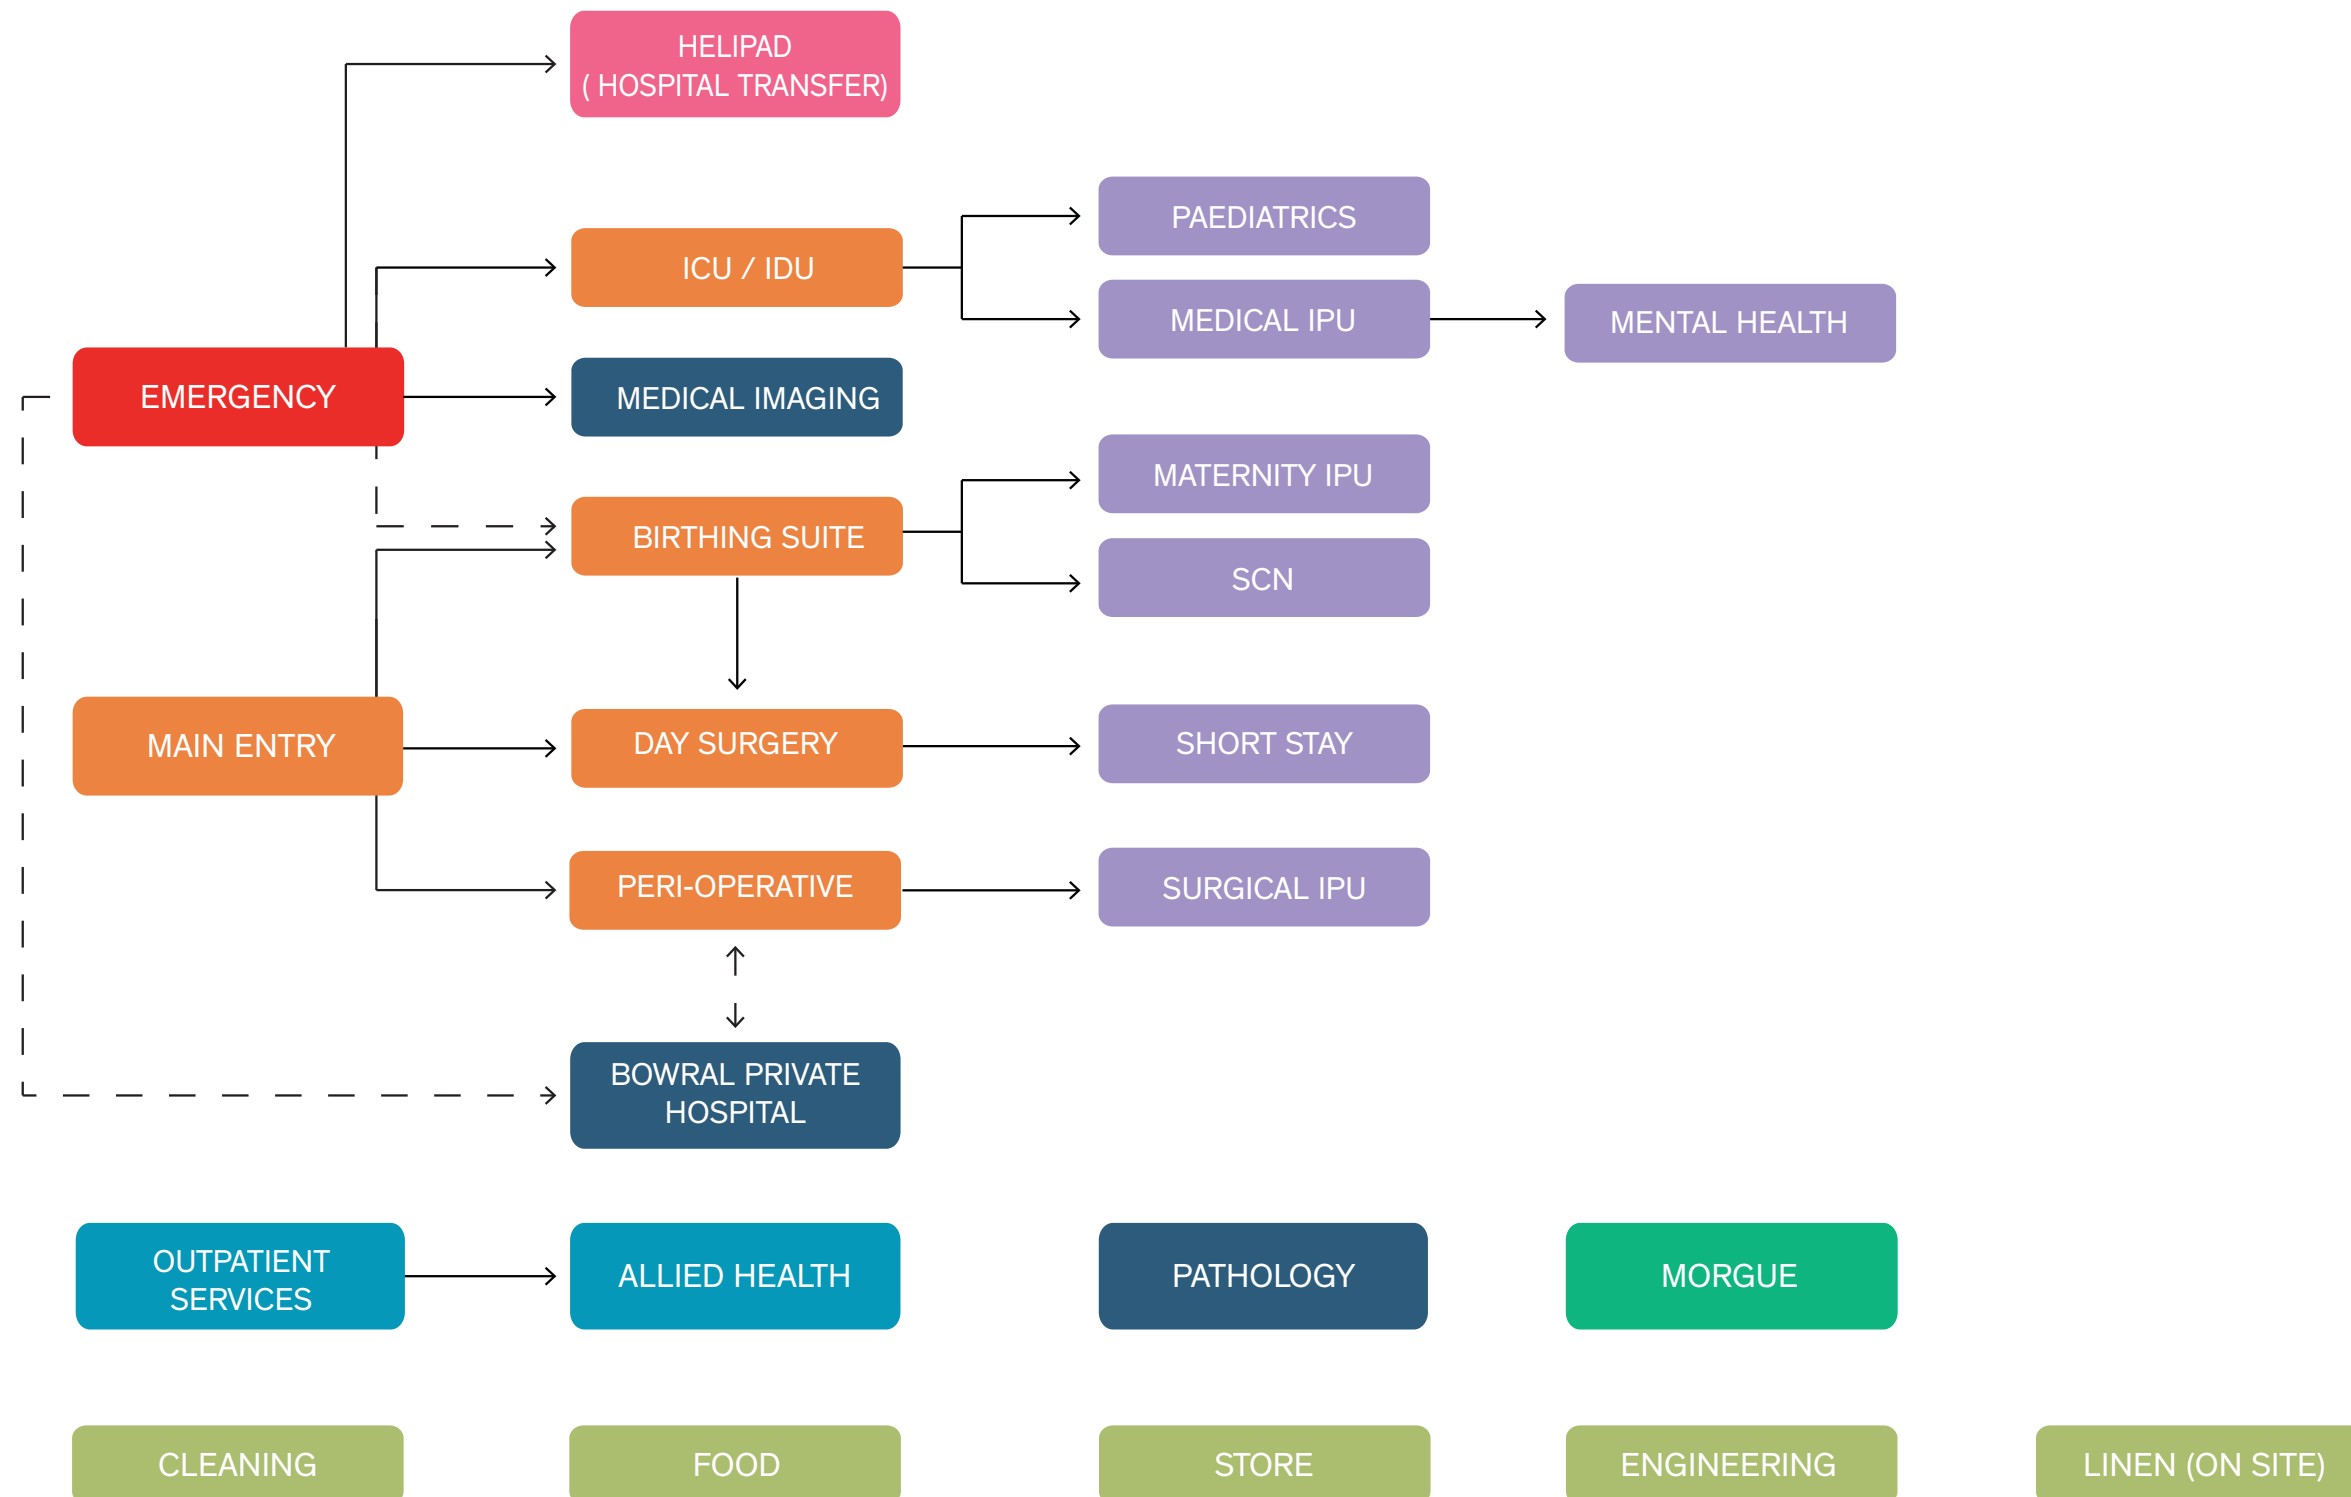 HELIPAD
( HOSPITAL TRANSFER)
PAEDIATRICS
ICU / IDU
MEDICAL IPU
MENTAL HEALTH
EMERGENCY
MEDICAL IMAGING
MATERNITY IPU
BIRTHING SUITE
SCN
MAIN ENTRY
DAY SURGERY
SHORT STAY
PERI-OPERATIVE
SURGICAL IPU
BOWRAL PRIVATE
HOSPITAL
OUTPATIENT
SERVICES
ALLIED HEALTH
PATHOLOGY
MORGUE
CLEANING
FOOD
STORE
ENGINEERING
LINEN (ON SITE)